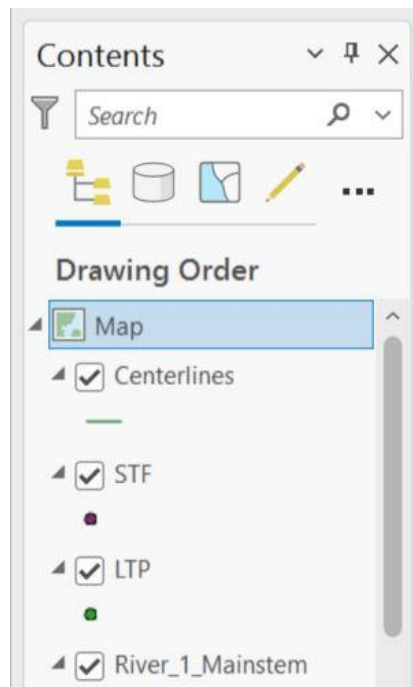 Contents
Search
Drawing Order
Map
Centerlines
STF
LTP
River_1_Mainstem